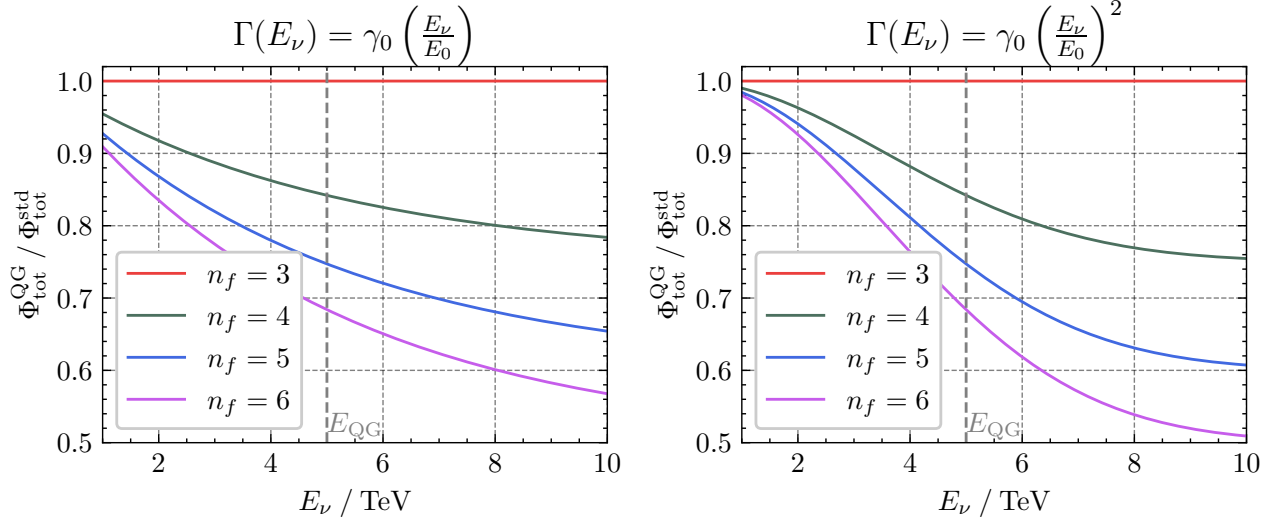 Γ(E_ν) = γ_0 (E_ν/E_0)
1.0
0.9
0.8
0.7
0.6
0.5
Φ_tot^QG / Φ_tot^std
n_f = 3
n_f = 4
n_f = 5
n_f = 6
E_QG
2 4 6 8 10
E_ν / TeV
Γ(E_ν) = γ_0 (E_ν/E_0)^2
1.0
0.9
0.8
0.7
0.6
0.5
Φ_tot^QG / Φ_tot^std
n_f = 3
n_f = 4
n_f = 5
n_f = 6
E_QG
2 4 6 8 10
E_ν / TeV